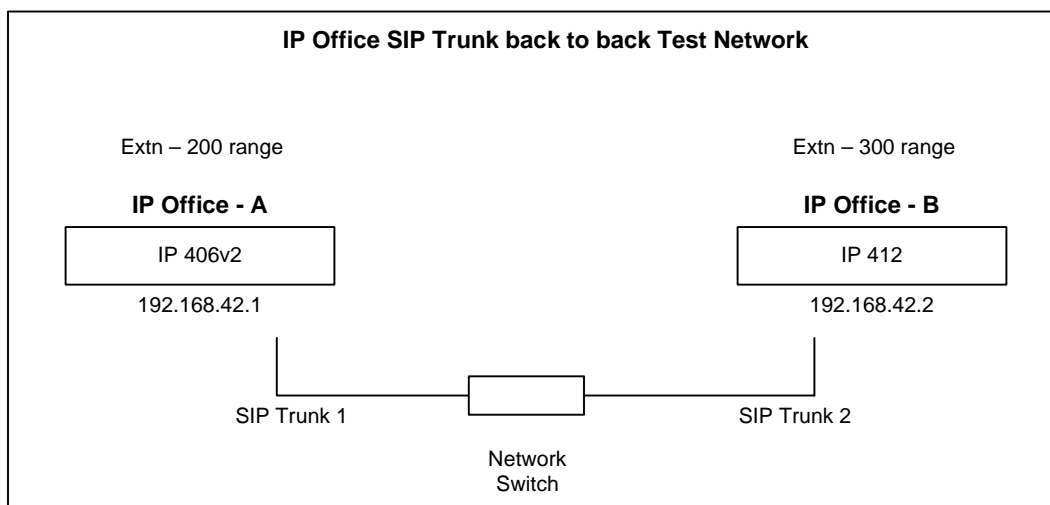 IP Office SIP Trunk back to back Test Network
Extn – 200 range
Extn – 300 range
IP Office - A
IP Office - B
IP 406v2
IP 412
192.168.42.1
192.168.42.2
SIP Trunk 1
SIP Trunk 2
Network
Switch